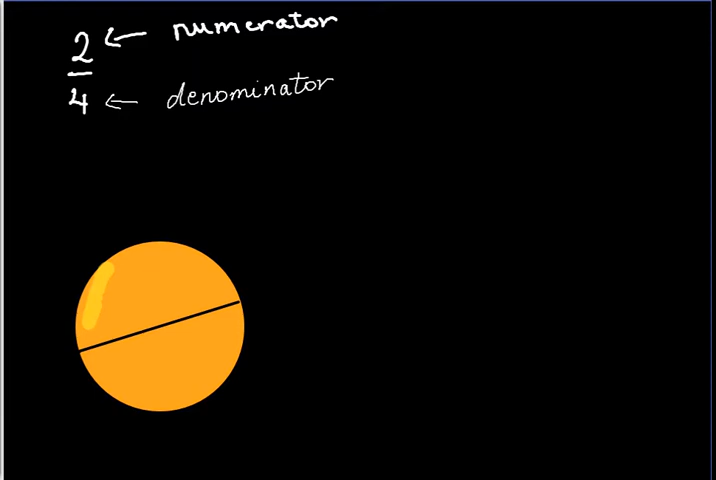 2 ← numerator
4 ← denominator